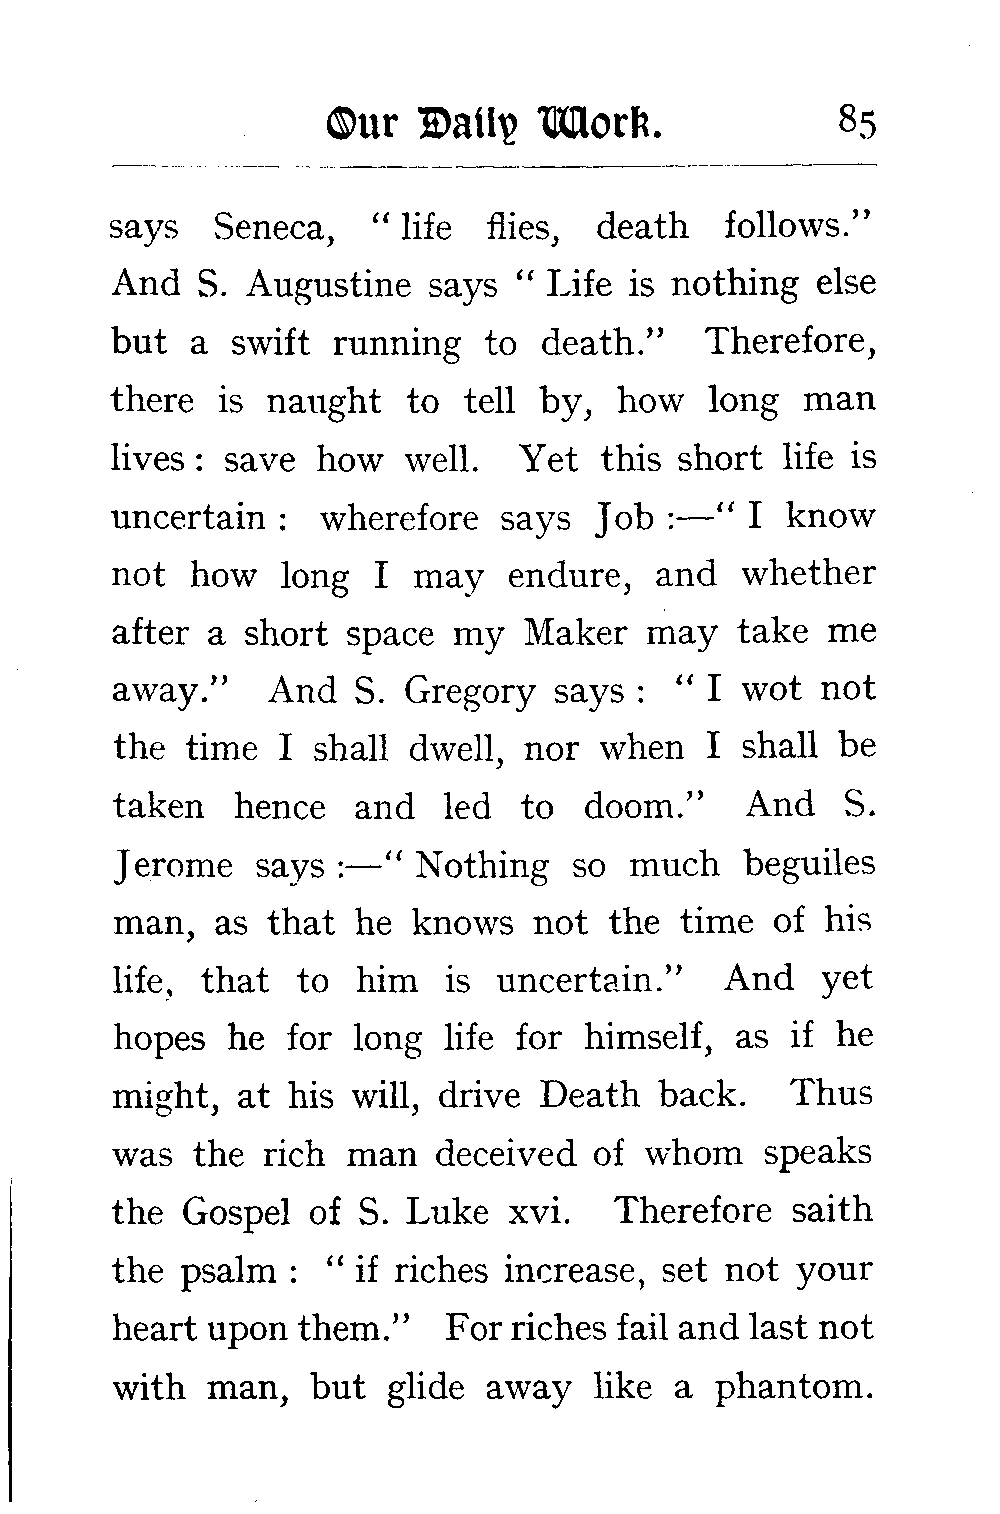 Our Daily Work. 85
says Seneca, “ life flies, death follows.”
And S. Augustine says “ Life is nothing else
but a swift running to death.” Therefore,
there is naught to tell by, how long man
lives : save how well. Yet this short life is
uncertain : wherefore says Job :—“ I know
not how long I may endure, and whether
after a short space my Maker may take me
away.” And S. Gregory says : “ I wot not
the time I shall dwell, nor when I shall be
taken hence and led to doom.” And S.
Jerome says :—“ Nothing so much beguiles
man, as that he knows not the time of his
life, that to him is uncertain.” And yet
hopes he for long life for himself, as if he
might, at his will, drive Death back. Thus
was the rich man deceived of whom speaks
the Gospel of S. Luke xvi. Therefore saith
the psalm : “ if riches increase, set not your
heart upon them.” For riches fail and last not
with man, but glide away like a phantom.